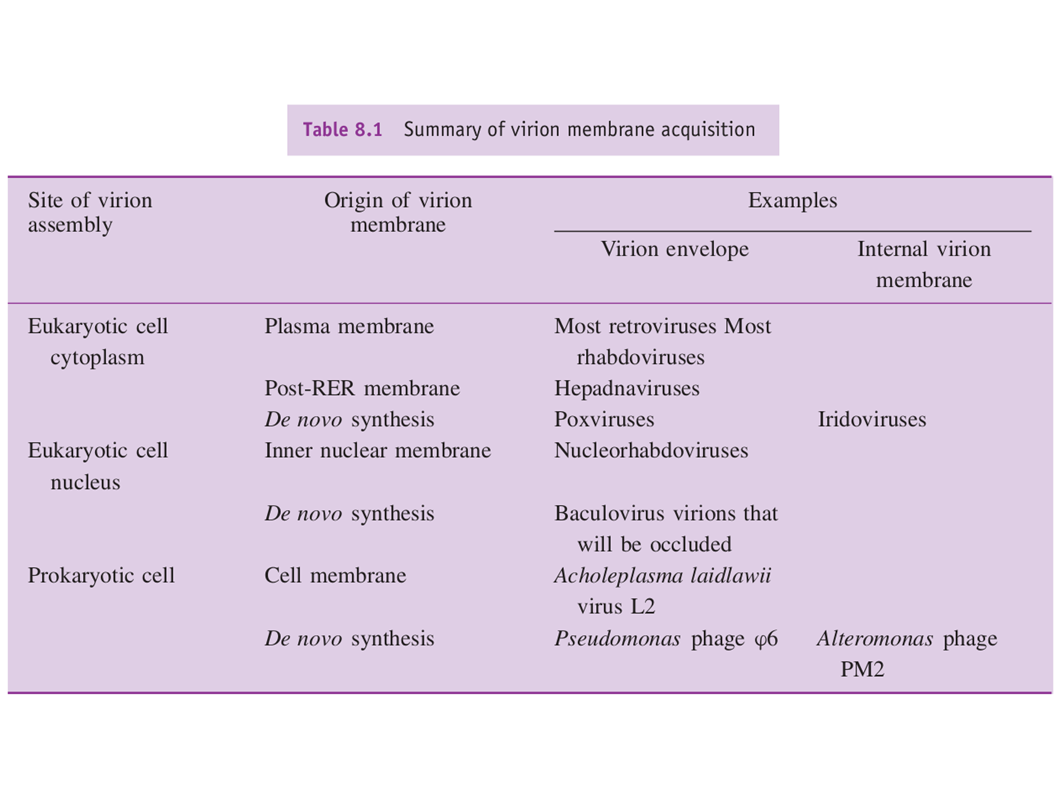 Table 8.1 Summary of virion membrane acquisition
Site of virion assembly
Origin of virion membrane
Examples
Virion envelope
Internal virion membrane
Eukaryotic cell Plasma membrane Most retroviruses Most
cytoplasm rhabdoviruses
Post-RER membrane Hepadnaviruses
De novo synthesis Poxviruses Iridoviruses
Eukaryotic cell Inner nuclear membrane Nucleorhabdoviruses
nucleus
De novo synthesis Baculovirus virions that
will be occluded
Prokaryotic cell Cell membrane Acholeplasma laidlawii
virus L2
De novo synthesis Pseudomonas phage φ6 Alteromonas phage
PM2